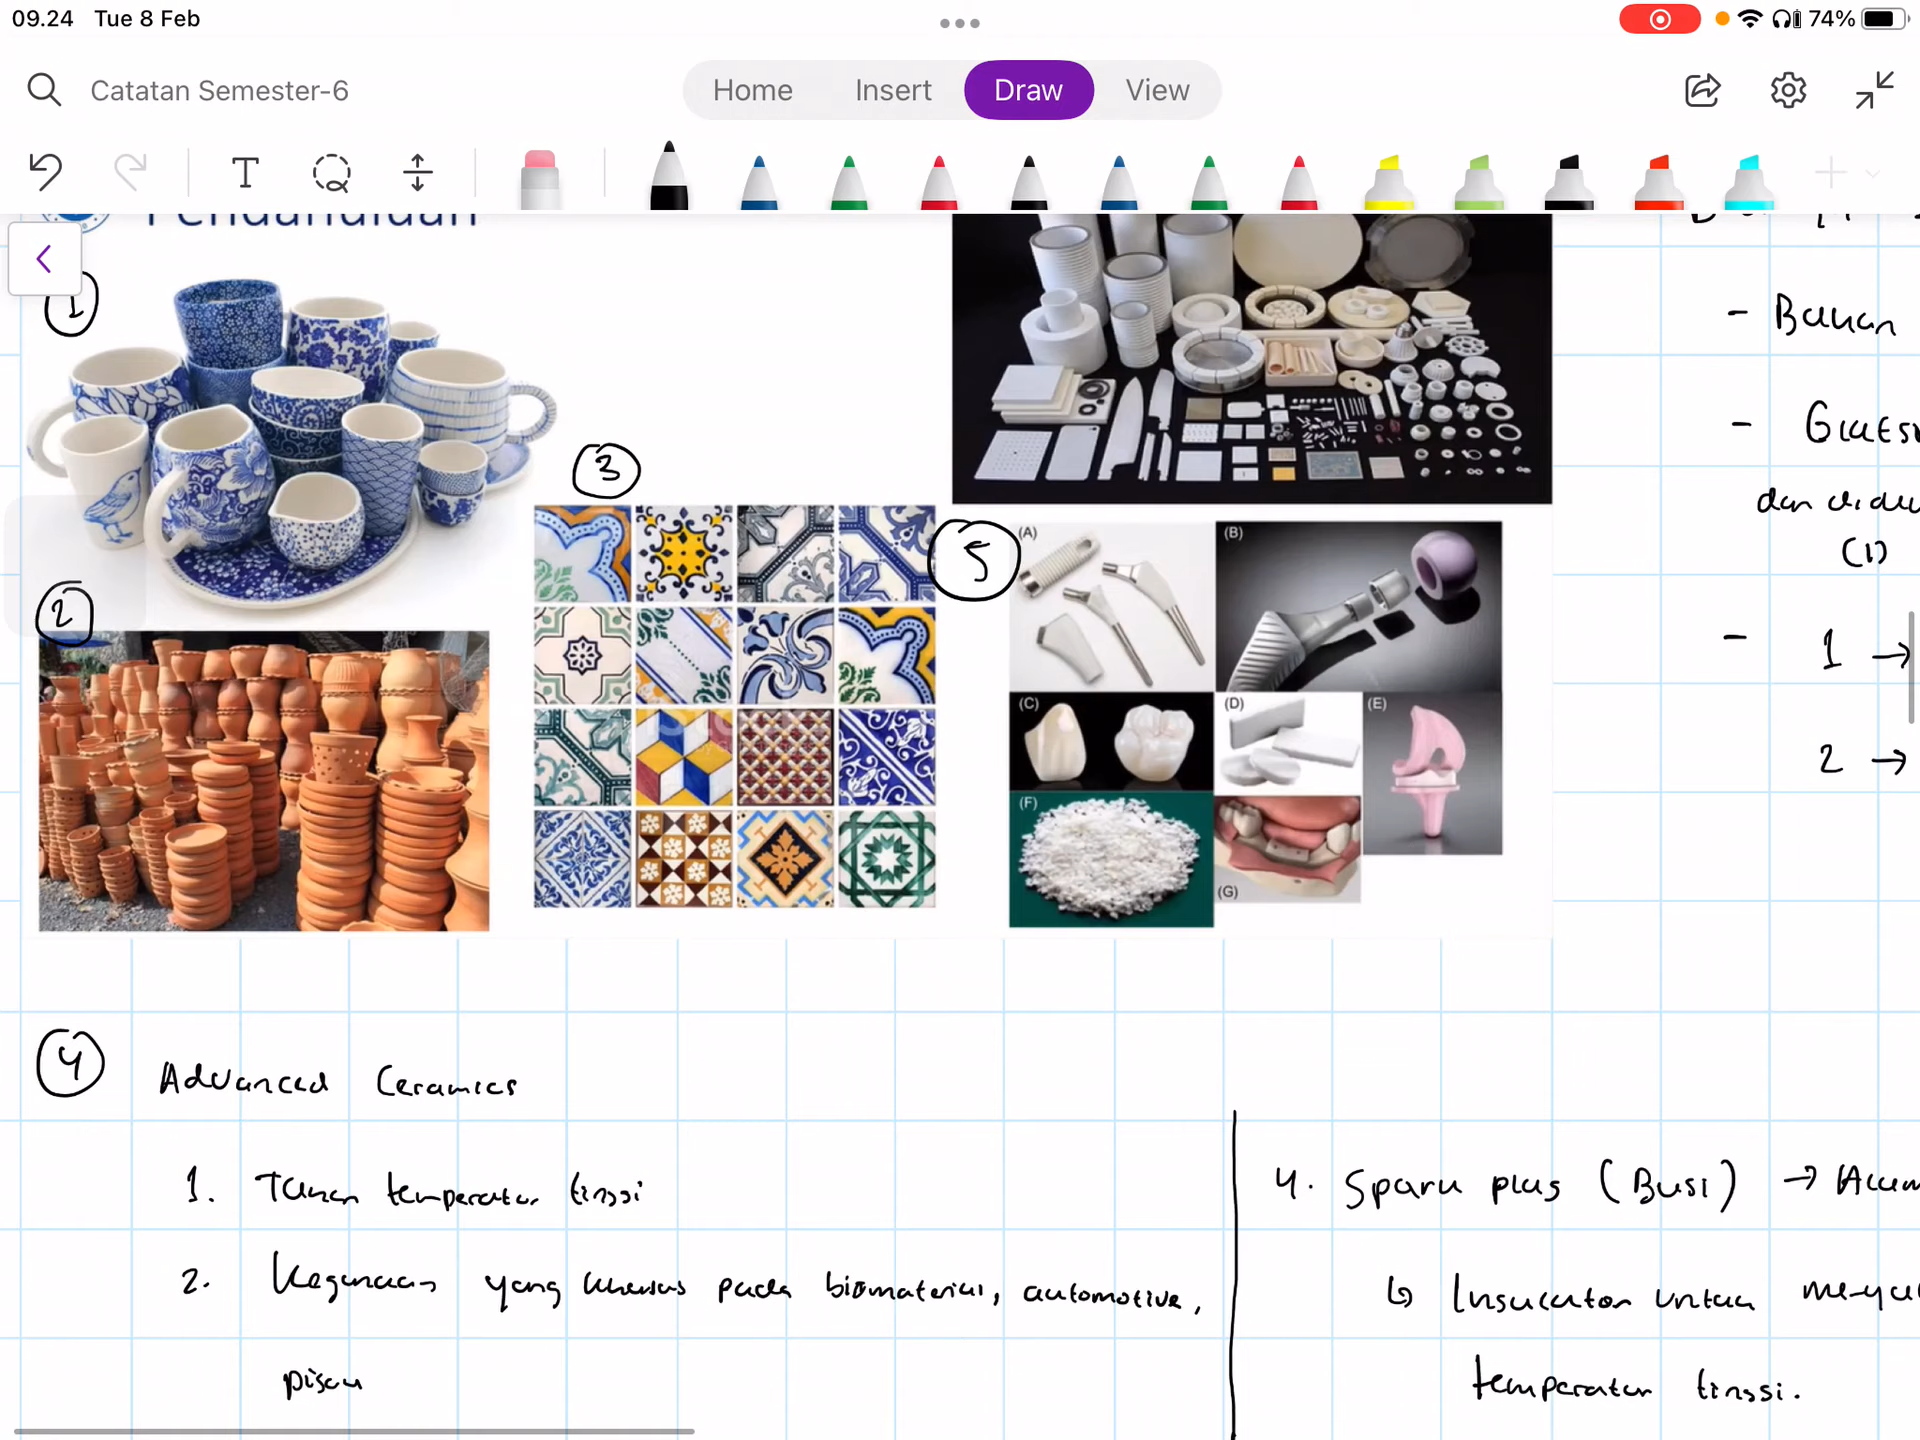 09.24 Tue 8 Feb
74%
Catatan Semester-6
Home Insert Draw View
T
Pendahuluan
1
- Bahan
3
-
dan
(1)
5
(A)
(B)
2
- 1 →
(C)
(D)
(E)
2 →
(F)
(G)
4 Advanced Ceramics
1. Tahan temperatur tinggi
2. Kegunaan yang khusus pada biomaterial, automotive,
pisau
4. Spark plug (Busi) →
↳ Insulator untuk
temperatur tinggi.